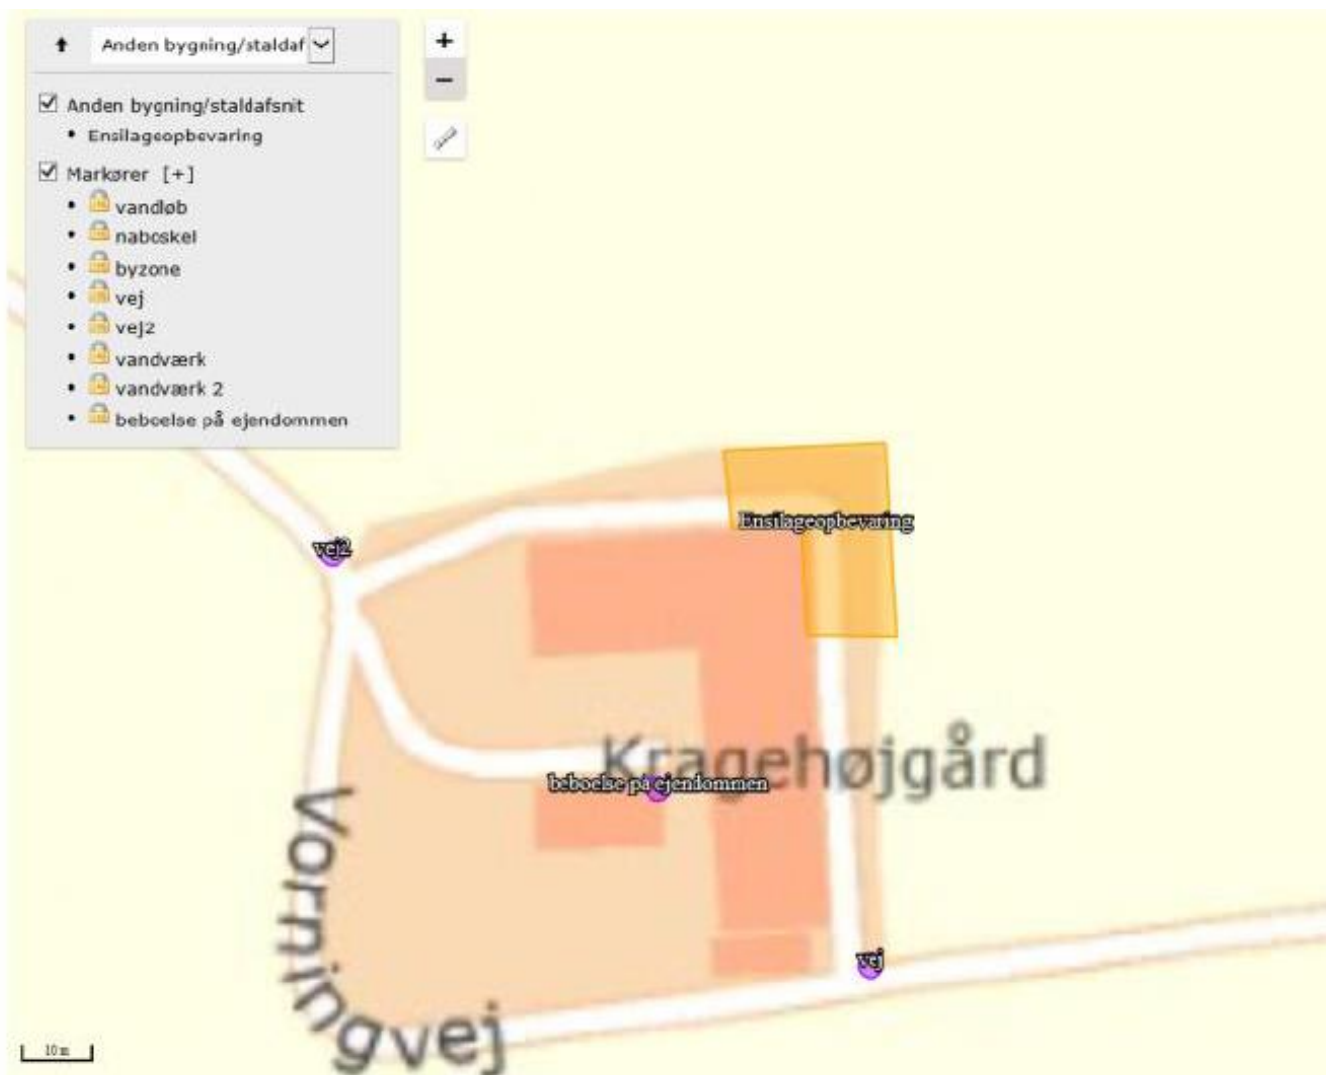 Anden bygning/staldaf
Anden bygning/staldafsnit
Ensilageopbevaring
Markører [+]
vandløb
naboskel
byzone
vej
vej2
vandværk
vandværk 2
beboelse på ejendommen
+
−
Ensilageopbevaring
vej2
Kragehøjgård
beboelse på ejendommen
Vorningvej
vej
10 m